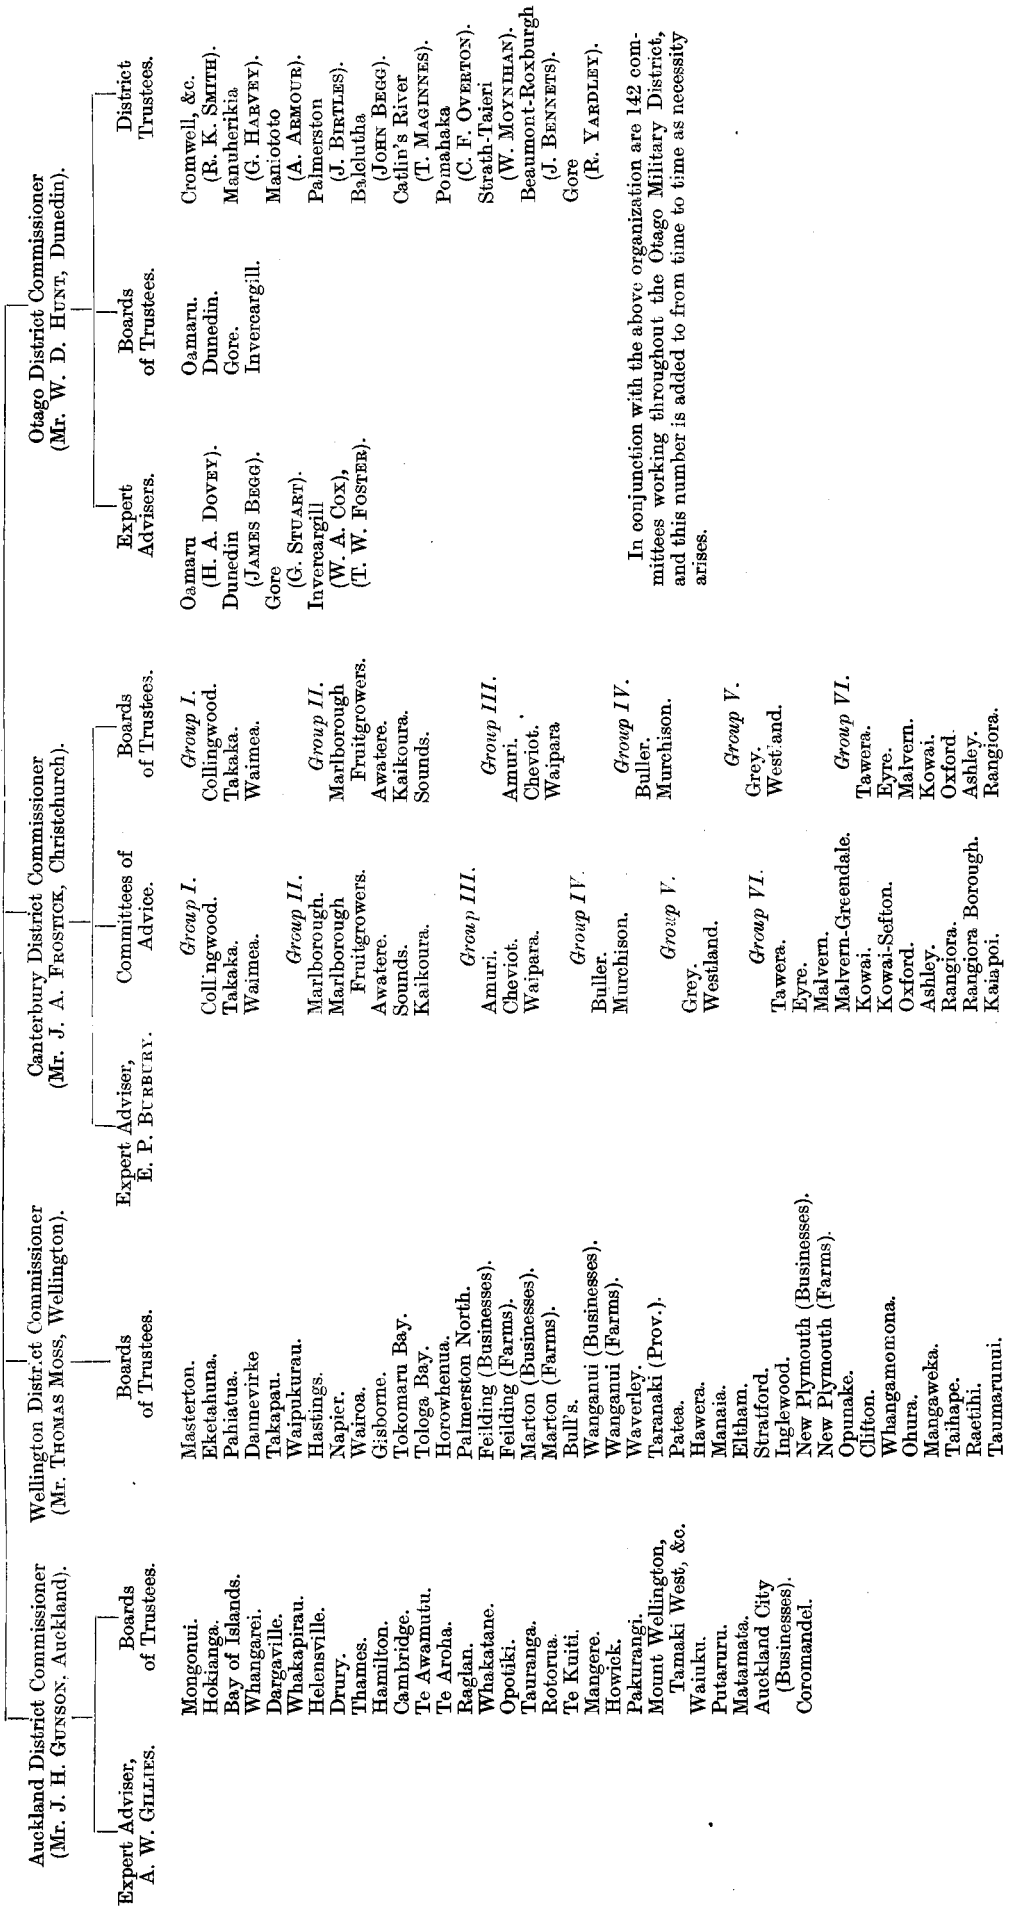 Auckland District Commissioner
(Mr. J. H. GUNSON, Auckland).
Expert Adviser,
A. W. GILLIES.
Boards
of Trustees.
Mongonui.
Hokianga.
Bay of Islands.
Whangarei.
Dargaville.
Whakapirau.
Helensville.
Drury.
Thames.
Hamilton.
Cambridge.
Te Awamutu.
Te Aroha.
Raglan.
Whakatane.
Opotiki.
Tauranga.
Rotorua.
Te Kuiti.
Mangere.
Howick.
Pakurangi.
Mount Wellington,
Tamaki West, &c.
Waiuku.
Putaruru.
Matamata.
Auckland City
(Businesses).
Coromandel.
Wellington District Commissioner
(Mr. THOMAS MOSS, Wellington).
Boards
of Trustees.
Masterton.
Eketahuna.
Pahiatua.
Dannevirke
Takapau.
Waipukurau.
Hastings.
Napier.
Wairoa.
Gisborne.
Tokomaru Bay.
Tologa Bay.
Horowhenua.
Palmerston North.
Feilding (Businesses).
Feilding (Farms).
Marton (Businesses).
Marton (Farms).
Bull's.
Wanganui (Businesses).
Wanganui (Farms).
Waverley.
Taranaki (Prov.).
Patea.
Hawera.
Manaia.
Eltham.
Stratford.
Inglewood.
New Plymouth (Businesses).
New Plymouth (Farms).
Opunake.
Clifton.
Whangamomona.
Ohura.
Mangaweka.
Taihape.
Raetihi.
Taumarunui.
Canterbury District Commissioner
(Mr. J. A. FROSTICK, Christchurch).
Expert Adviser,
E. P. BURBURY.
Committees of
Advice.
Group I.
Collingwood.
Takaka.
Waimea.
Group II.
Marlborough.
Marlborough
Fruitgrowers.
Awatere.
Sounds.
Kaikoura.
Group III.
Amuri.
Cheviot.
Waipara.
Group IV.
Buller.
Murchison.
Group V.
Grey.
Westland.
Group VI.
Tawera.
Eyre.
Malvern.
Malvern-Greendale.
Kowai.
Kowai-Sefton.
Oxford.
Ashley.
Rangiora.
Rangiora Borough.
Kaiapoi.
Boards
of Trustees.
Group I.
Collingwood.
Takaka.
Waimea.
Group II.
Marlborough
Fruitgrowers.
Awatere.
Kaikoura.
Sounds.
Group III.
Amuri.
Cheviot.
Waipara
Group IV.
Buller.
Murchison.
Group V.
Grey.
Westland.
Group VI.
Tawera.
Eyre.
Malvern.
Kowai.
Oxford.
Ashley.
Rangiora.
Otago District Commissioner
(Mr. W. D. HUNT, Dunedin).
Expert
Advisers.
Oamaru
(H. A. DOVEY).
Dunedin
(JAMES BEGG).
Gore
(G. STUART).
Invercargill
(W. A. COX),
(T. W. FOSTER).
Boards
of Trustees.
Oamaru.
Dunedin.
Gore.
Invercargill.
District
Trustees.
Cromwell, &c.
(R. K. SMITH).
Manuherikia
(G. HARVEY).
Maniototo
(A. ARMOUR).
Palmerston
(J. BIRTLES).
Balclutha
(JOHN BEGG).
Catlin's River
(T. MAGINNES).
Pomahaka
(C. F. OVERTON).
Strath-Taieri
(W. MOYNIHAN).
Beaumont-Roxburgh
(J. BENNETS).
Gore
(R. YARDLEY).
In conjunction with the above organization are 142 com-
mittees working throughout the Otago Military District,
and this number is added to from time to time as necessity
arises.